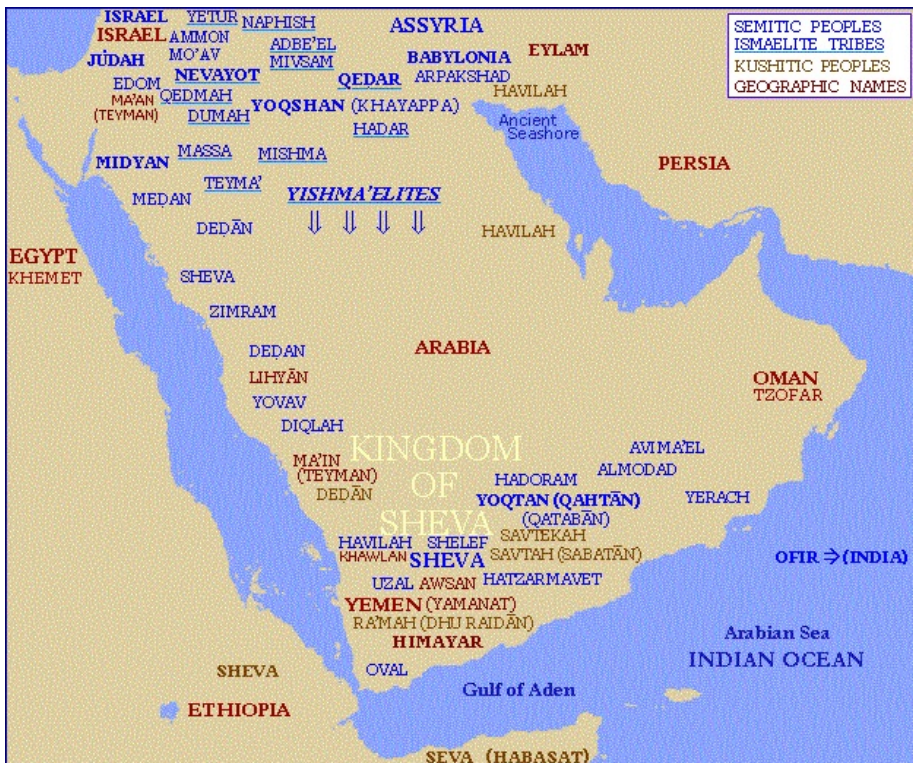 ISRAEL
YETUR
NAPHISH
ISRAEL
AMMON
ADBE'EL
ASSYRIA
JÚDAH
MO'AV
MIVSAM
BABYLONIA
EYLAM
NEVAYOT
QEDAR
ARPAKSHAD
EDOM
QEDMAH
HAVILAH
MA'AN
(TEYMAN)
DUMAH
YOQSHAN (KHAYAPPA)
HADAR
Ancient
Seashore
MIDYAN
MASSA
MISHMA
PERSIA
TEYMA'
YISHMA'ELITES
MEḌAN
⇓ ⇓ ⇓ ⇓
DEḌĀN
HAVILAH
EGYPT
KHEMET
SHEVA
ZIMRAM
DEḌAN
ARABIA
LIHYĀN
OMAN
TZOFAR
YOVAV
DIQLAH
KINGDOM
OF
SHEVA
MA'IN
(TEYMAN)
DEḌĀN
AVIMA'EL
ALMODAD
HADORAM
YERACH
YOQTAN (QAHTĀN)
(QATABĀN)
HAVILAH
SHELEF
SAVTEKAH
KHAWLAN
SHEVA
SAVTAH (SABATĀN)
OFIR → (INDIA)
UZAL
AWSAN
HATZARMAVET
YEMEN (YAMANAT)
RA'MAH (DHU RAIDĀN)
HIMAYAR
OVAL
SHEVA
ETHIOPIA
Gulf of Aden
Arabian Sea
INDIAN OCEAN
SEVA (HABASAT)
SEMITIC PEOPLES
ISMAELITE TRIBES
KUSHITIC PEOPLES
GEOGRAPHIC NAMES